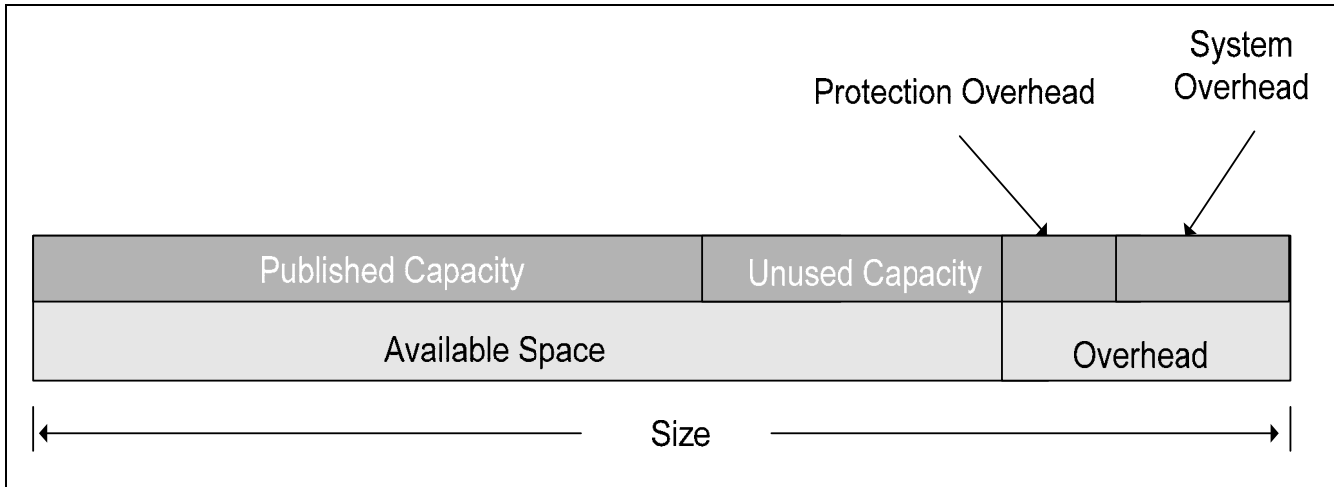 System
Overhead
Protection Overhead
Published Capacity
Unused Capacity
Available Space
Overhead
Size